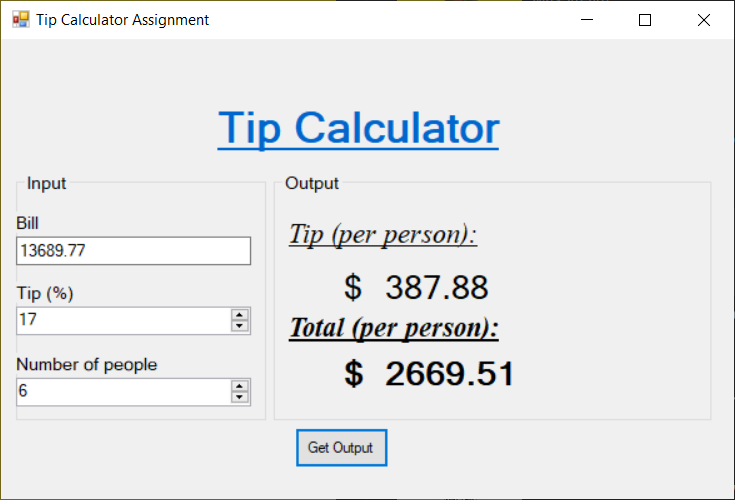 Tip Calculator Assignment
Tip Calculator
Input
Bill
13689.77
Tip (%)
17
Number of people
6
Output
Tip (per person):
$ 387.88
Total (per person):
$ 2669.51
Get Output